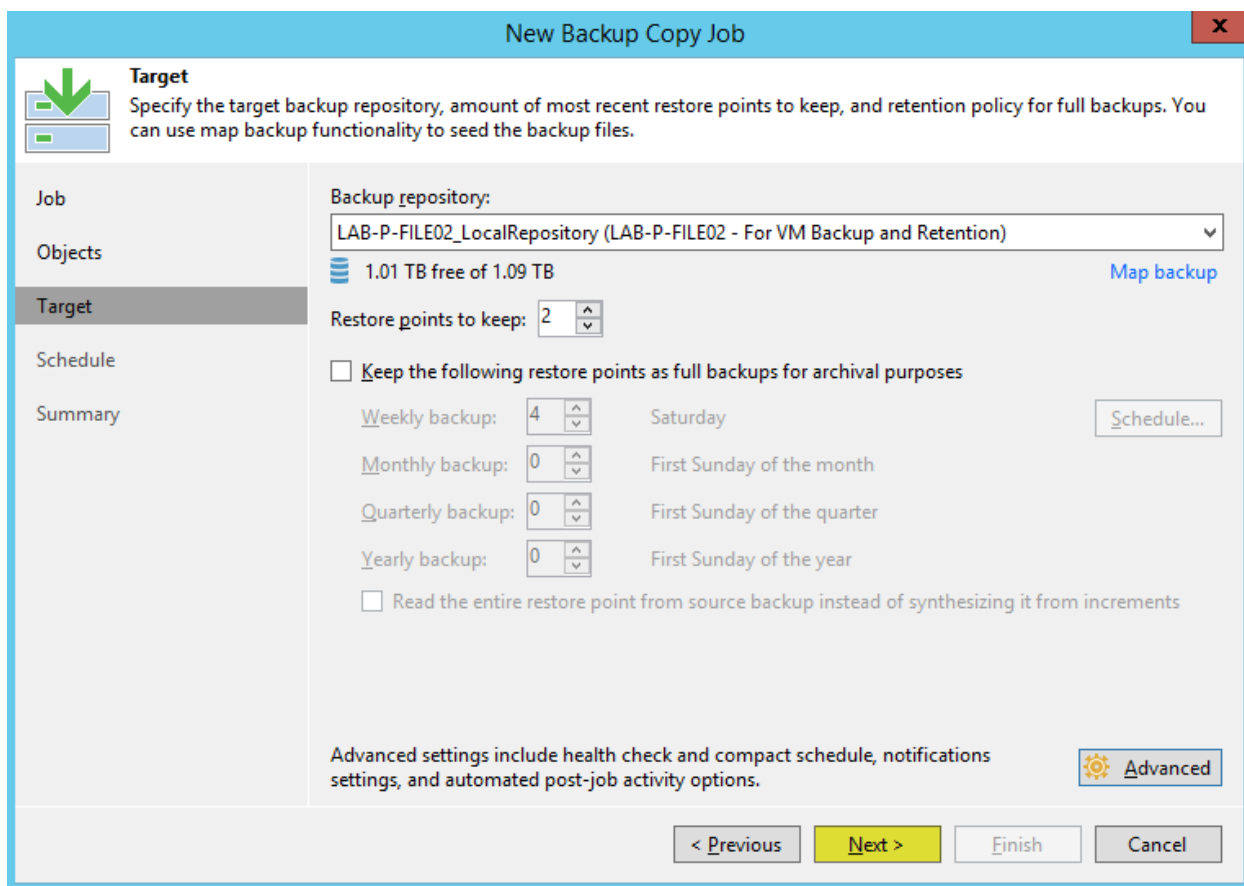 New Backup Copy Job
x
Target
Specify the target backup repository, amount of most recent restore points to keep, and retention policy for full backups. You
can use map backup functionality to seed the backup files.
Job
Objects
Target
Schedule
Summary
Backup repository:
LAB-P-FILE02_LocalRepository (LAB-P-FILE02 - For VM Backup and Retention)
1.01 TB free of 1.09 TB
Map backup
Restore points to keep: 2
Keep the following restore points as full backups for archival purposes
Weekly backup: 4 Saturday Schedule...
Monthly backup: 0 First Sunday of the month
Quarterly backup: 0 First Sunday of the quarter
Yearly backup: 0 First Sunday of the year
Read the entire restore point from source backup instead of synthesizing it from increments
Advanced settings include health check and compact schedule, notifications
settings, and automated post-job activity options.
Advanced
< Previous Next > Finish Cancel